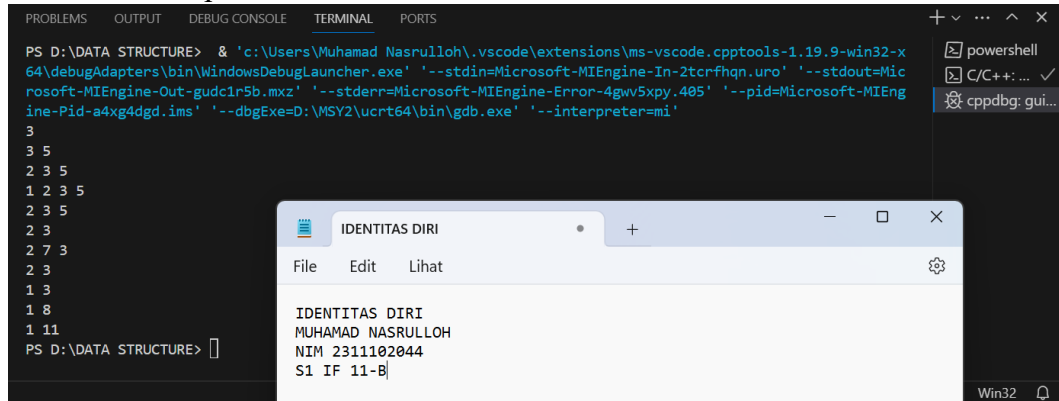 PROBLEMS OUTPUT DEBUG CONSOLE TERMINAL PORTS
PS D:\DATA STRUCTURE> & 'c:\Users\Muhamad Nasrulloh\.vscode\extensions\ms-vscode.cpptools-1.19.9-win32-x
64\debugAdapters\bin\WindowsDebugLauncher.exe' '--stdin=Microsoft-MIEngine-In-2tcrfhqn.uro' '--stdout=Mic
rosoft-MIEngine-Out-gudc1r5b.mxz' '--stderr=Microsoft-MIEngine-Error-4gwv5xpy.405' '--pid=Microsoft-MIEng
ine-Pid-a4xg4dgd.ims' '--dbgExe=D:\MSY2\ucrt64\bin\gdb.exe' '--interpreter=mi'
3
3 5
2 3 5
1 2 3 5
2 3 5
2 3
2 7 3
2 3
1 3
1 8
1 11
PS D:\DATA STRUCTURE>
powershell
C/C++: ...
cppdbg: gui...
IDENTITAS DIRI
File Edit Lihat
IDENTITAS DIRI
MUHAMAD NASRULLOH
NIM 2311102044
S1 IF 11-B
Win32